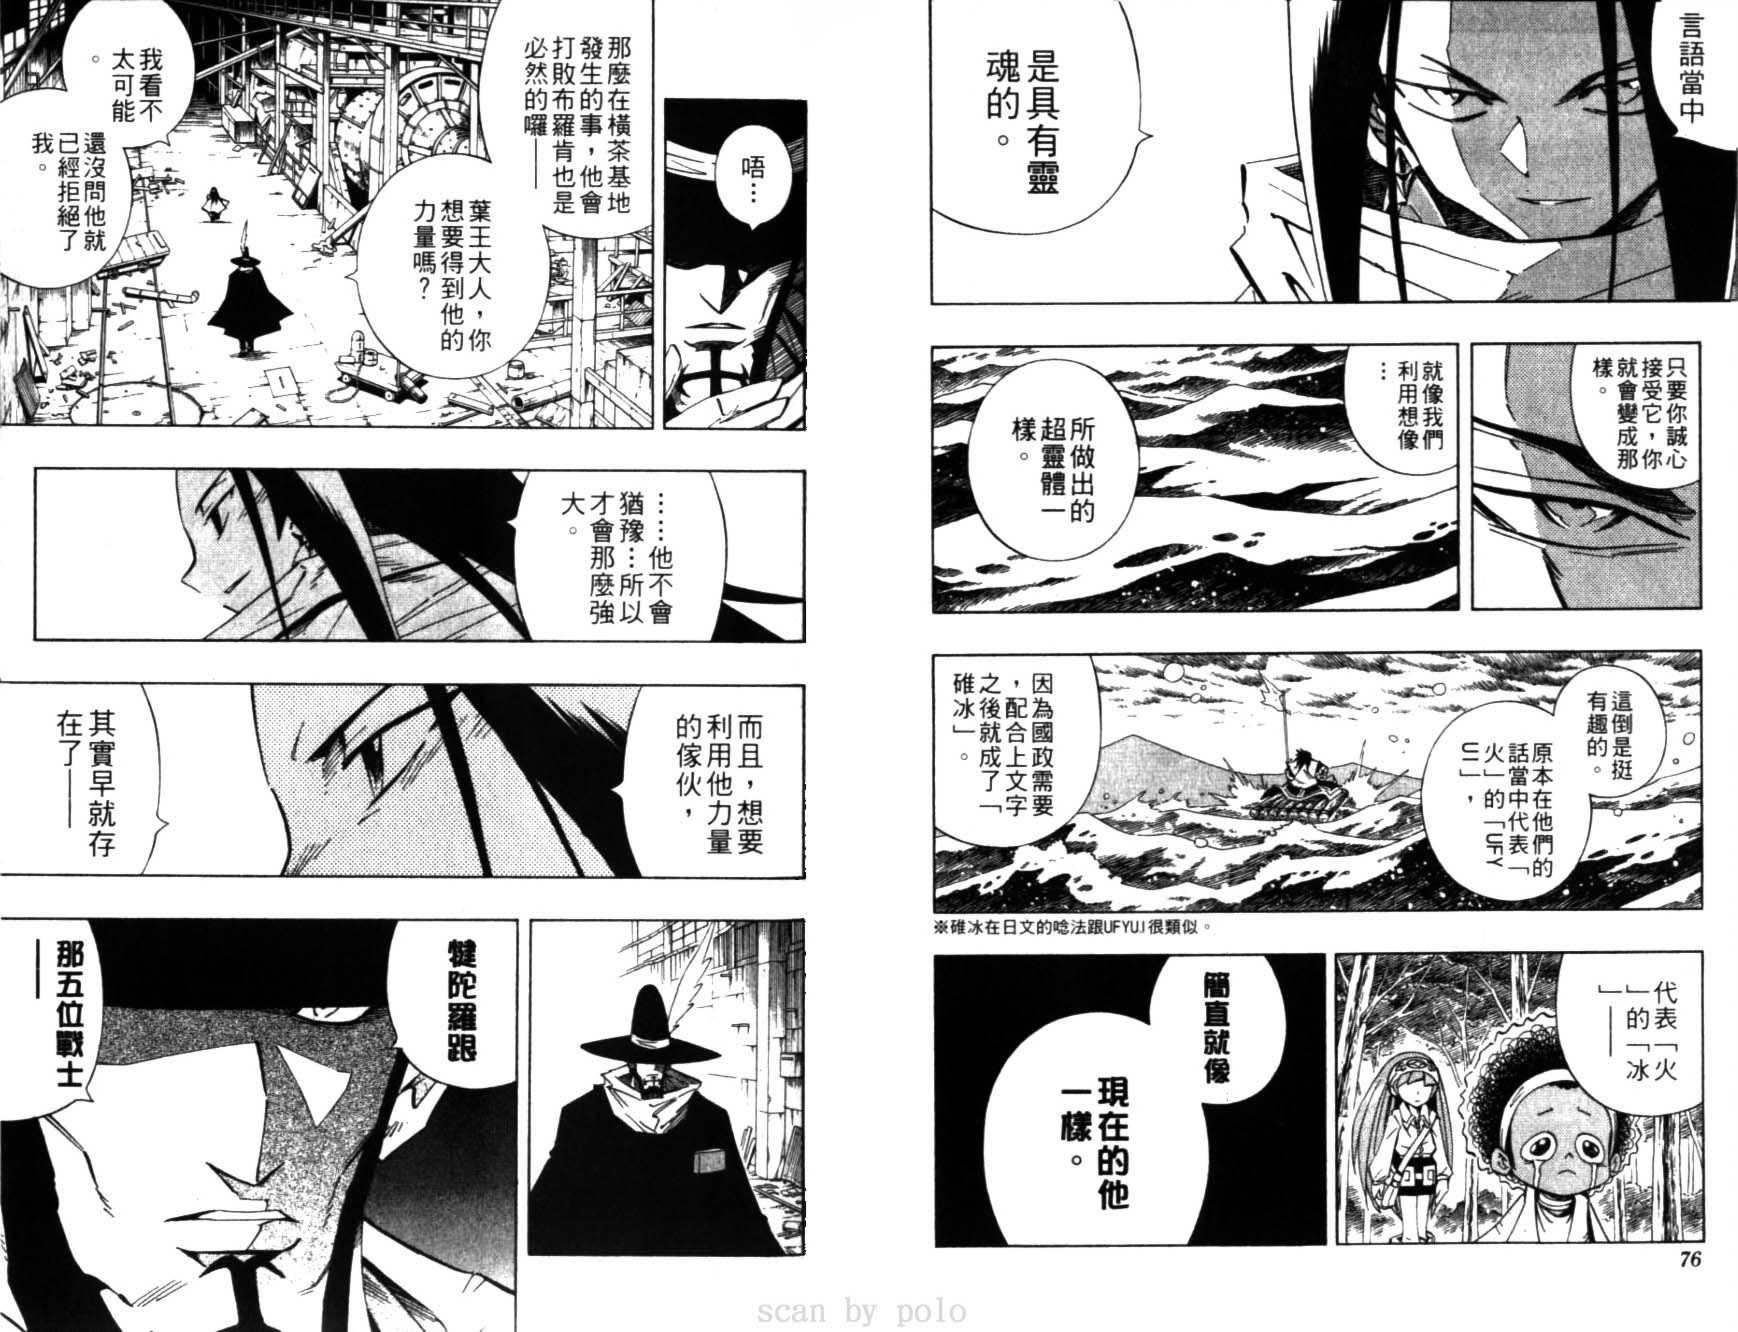 言語當中
是具有靈
魂的。
只要你誠心
接受它，你
就會變成那
樣。
就像我們
利用想像
…
所做出的
超靈體一
樣。
這倒是挺
有趣的。
原本在他們的
話當中代表「
火」的「UFY
UI」，
因為國政需要
，配合上文字
之後就成了「
碓冰」。
※碓冰在日文的唸法跟UFYUI很類似。
代表「火
」的「冰
」——
簡直就像
現在的他
一樣。
76
唔…
那麼在橫茶基地
發生的事，他會
打敗布羅肯也是
必然的囉——
葉王大人，你
想要得到他的
力量嗎？
我看不
太可能
。
還沒問他就
已經拒絕了
我。
……他不會
猶豫…所以
才會那麼強
大。
而且，想要
利用他力量
的傢伙，
其實早就存
在了——
犍陀羅跟
那五位戰士
——
scan by polo